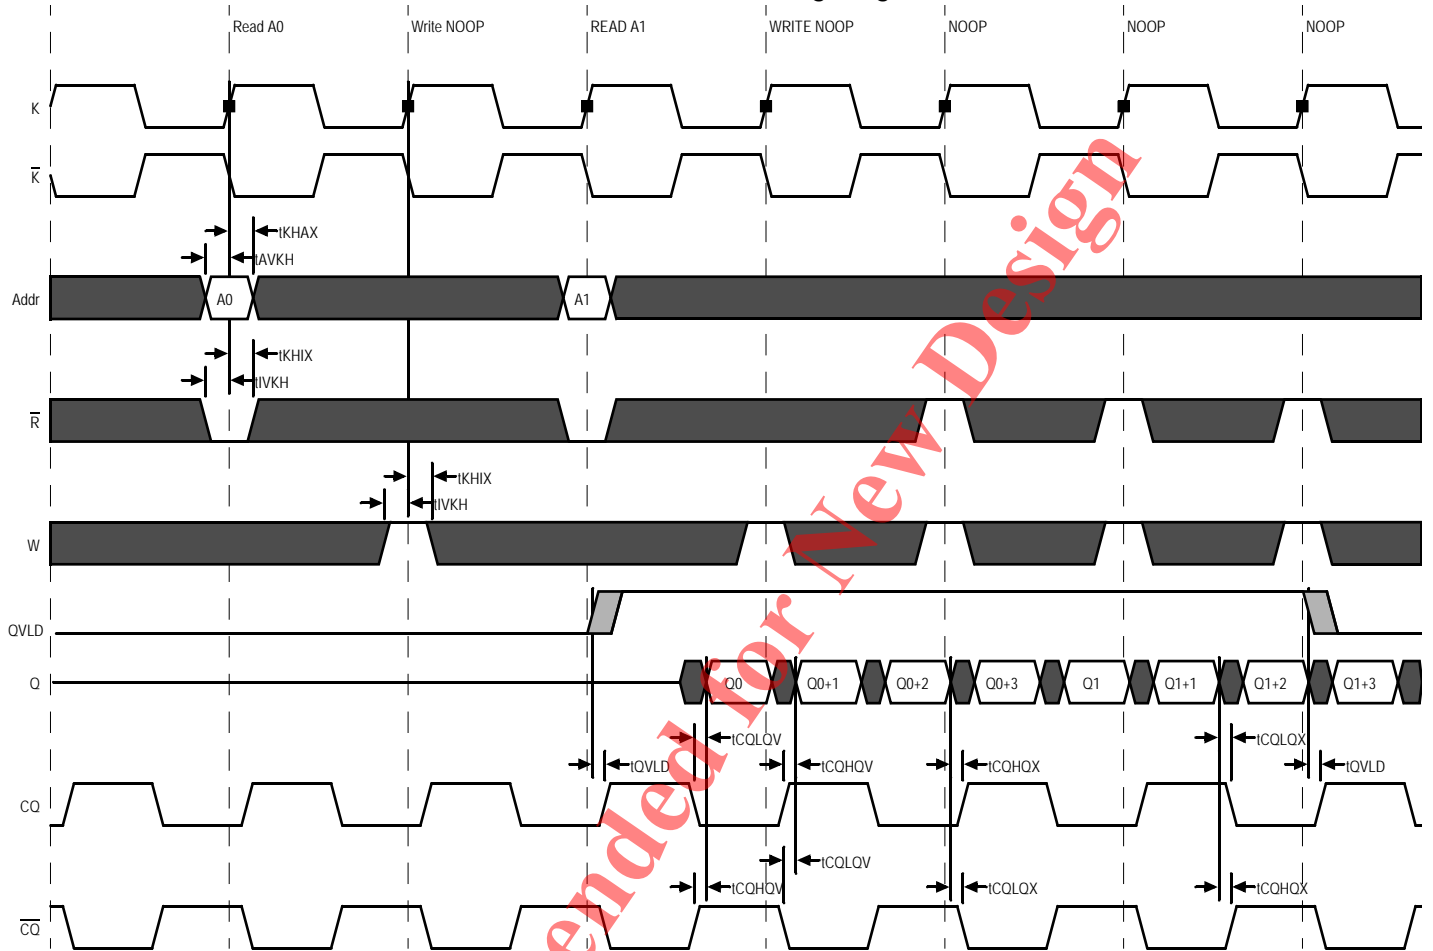 Read A0 Write NOOP READ A1 WRITE NOOP NOOP NOOP NOOP
K
K
tKHAX
tAVKH
Addr A0 A1
tKHIX
tIVKH
R
tKHIX
tIVKH
W
QVLD
Q Q0 Q0+1 Q0+2 Q0+3 Q1 Q1+1 Q1+2 Q1+3
tCQLQV tCQLQX
tQVLD tCQHQV tCQHQX tQVLD
CQ
tCQLQV
tCQHQV tCQLQX tCQHQX
CQ
ended for New Design